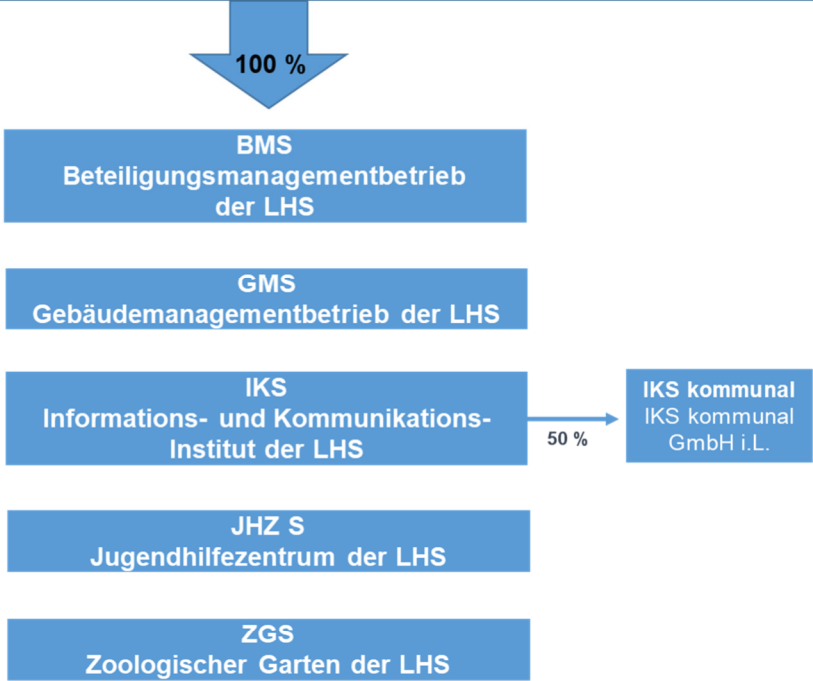 100 %
BMS
Beteiligungsmanagementbetrieb
der LHS
GMS
Gebäudemanagementbetrieb der LHS
IKS
Informations- und Kommunikations-
Institut der LHS
50 %
IKS kommunal
IKS kommunal
GmbH i.L.
JHZ S
Jugendhilfezentrum der LHS
ZGS
Zoologischer Garten der LHS